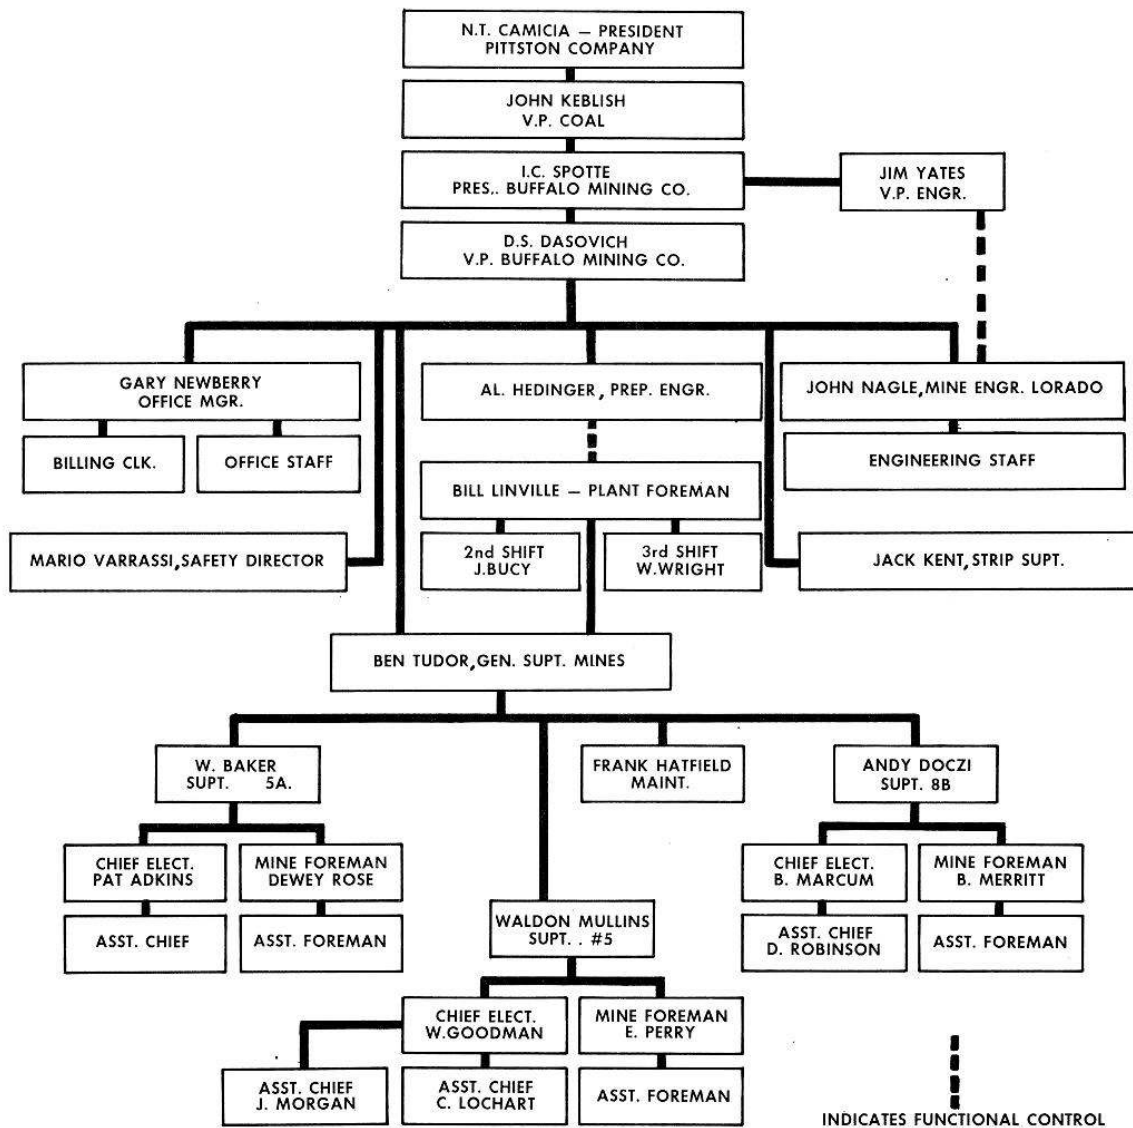 N.T. CAMICIA – PRESIDENT
PITTSTON COMPANY
JOHN KEBLISH
V.P. COAL
I.C. SPOTTE
PRES.. BUFFALO MINING CO.
JIM YATES
V.P. ENGR.
D.S. DASOVICH
V.P. BUFFALO MINING CO.
GARY NEWBERRY
OFFICE MGR.
AL. HEDINGER, PREP. ENGR.
JOHN NAGLE, MINE ENGR. LORADO
BILLING CLK.
OFFICE STAFF
ENGINEERING STAFF
BILL LINVILLE – PLANT FOREMAN
MARIO VARRASSI, SAFETY DIRECTOR
2nd SHIFT
J.BUCY
3rd SHIFT
W.WRIGHT
JACK KENT, STRIP SUPT.
BEN TUDOR, GEN. SUPT. MINES
W. BAKER
SUPT. 5A.
FRANK HATFIELD
MAINT.
ANDY DOCZI
SUPT. 8B
CHIEF ELECT.
PAT ADKINS
MINE FOREMAN
DEWEY ROSE
CHIEF ELECT.
B. MARCUM
MINE FOREMAN
B. MERRITT
ASST. CHIEF
ASST. FOREMAN
WALDON MULLINS
SUPT. . #5
ASST. CHIEF
D. ROBINSON
ASST. FOREMAN
CHIEF ELECT.
W.GOODMAN
MINE FOREMAN
E. PERRY
ASST. CHIEF
J. MORGAN
ASST. CHIEF
C. LOCHART
ASST. FOREMAN
INDICATES FUNCTIONAL CONTROL